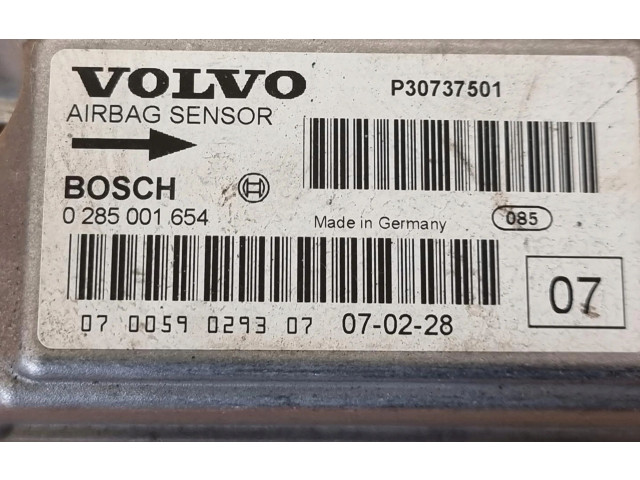 VOLVO P30737501
AIRBAG SENSOR
BOSCH
0 285 001 654 Made in Germany 085
07
07 0059 0293 07 07-02-28